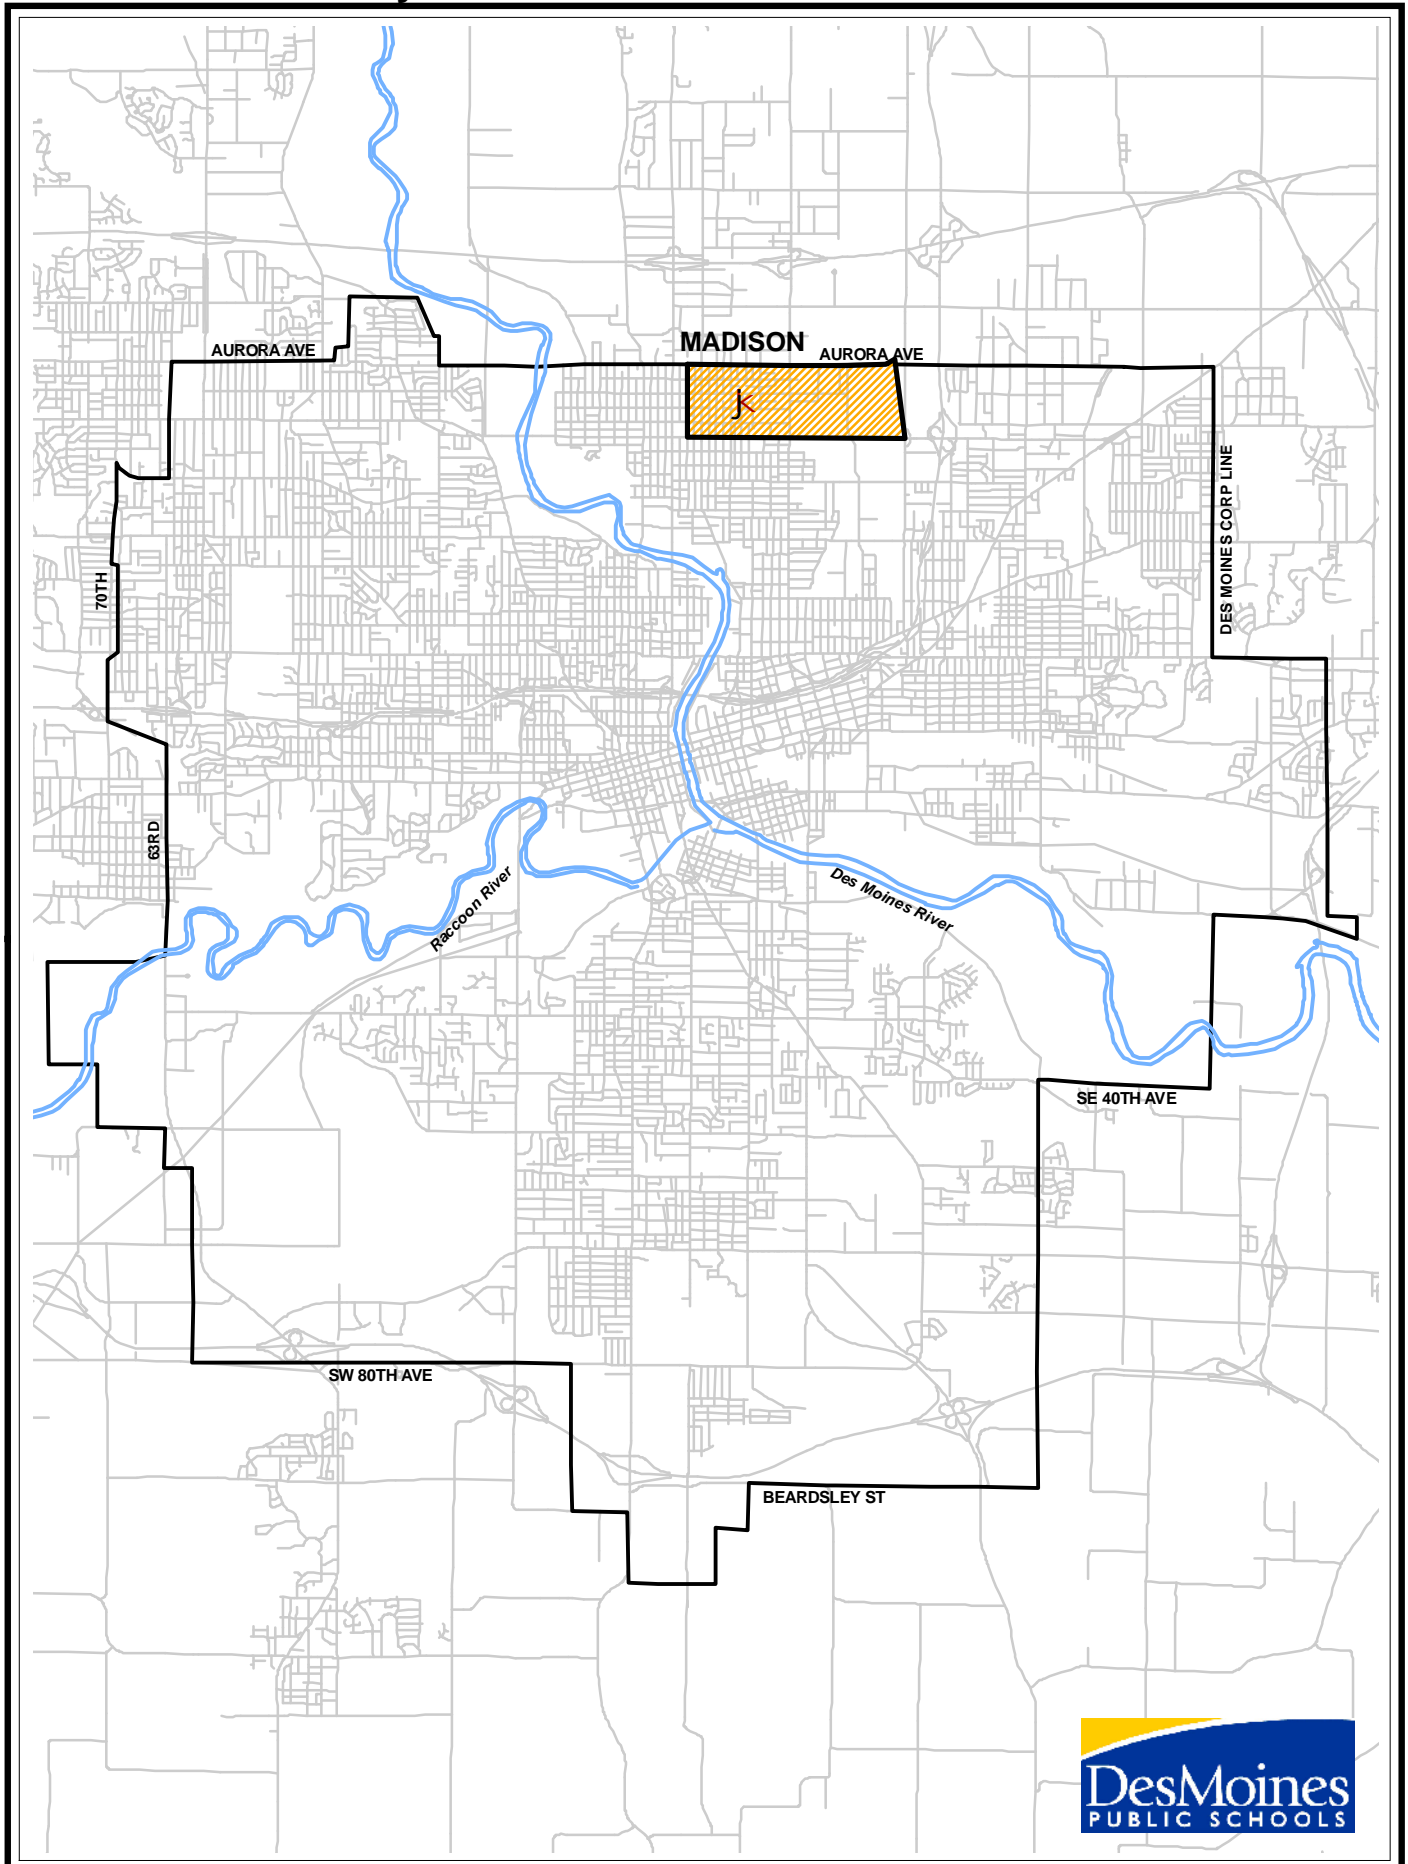 MADISON
AURORA AVE
AURORA AVE
DES MOINES CORP LINE
70TH
63RD
Raccoon River
Des Moines River
SE 40TH AVE
SW 80TH AVE
BEARDSLEY ST
DesMoines
PUBLIC SCHOOLS